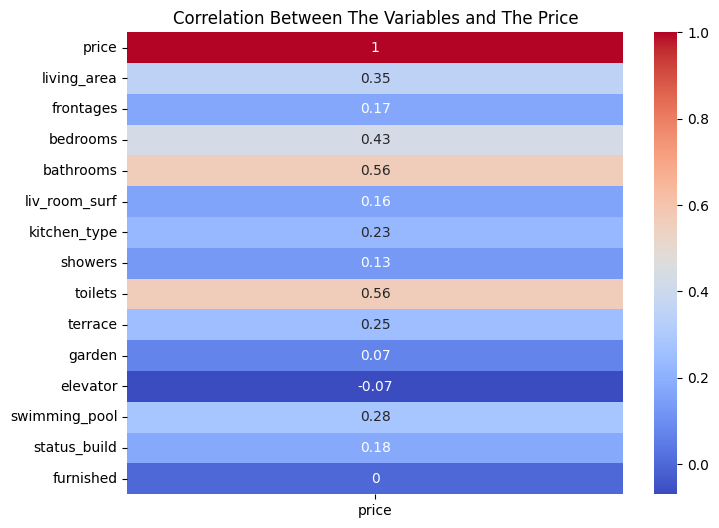 Correlation Between The Variables and The Price
price 1
living_area 0.35
frontages 0.17
bedrooms 0.43
bathrooms 0.56
liv_room_surf 0.16
kitchen_type 0.23
showers 0.13
toilets 0.56
terrace 0.25
garden 0.07
elevator -0.07
swimming_pool 0.28
status_build 0.18
furnished 0
price
1.0
0.8
0.6
0.4
0.2
0.0